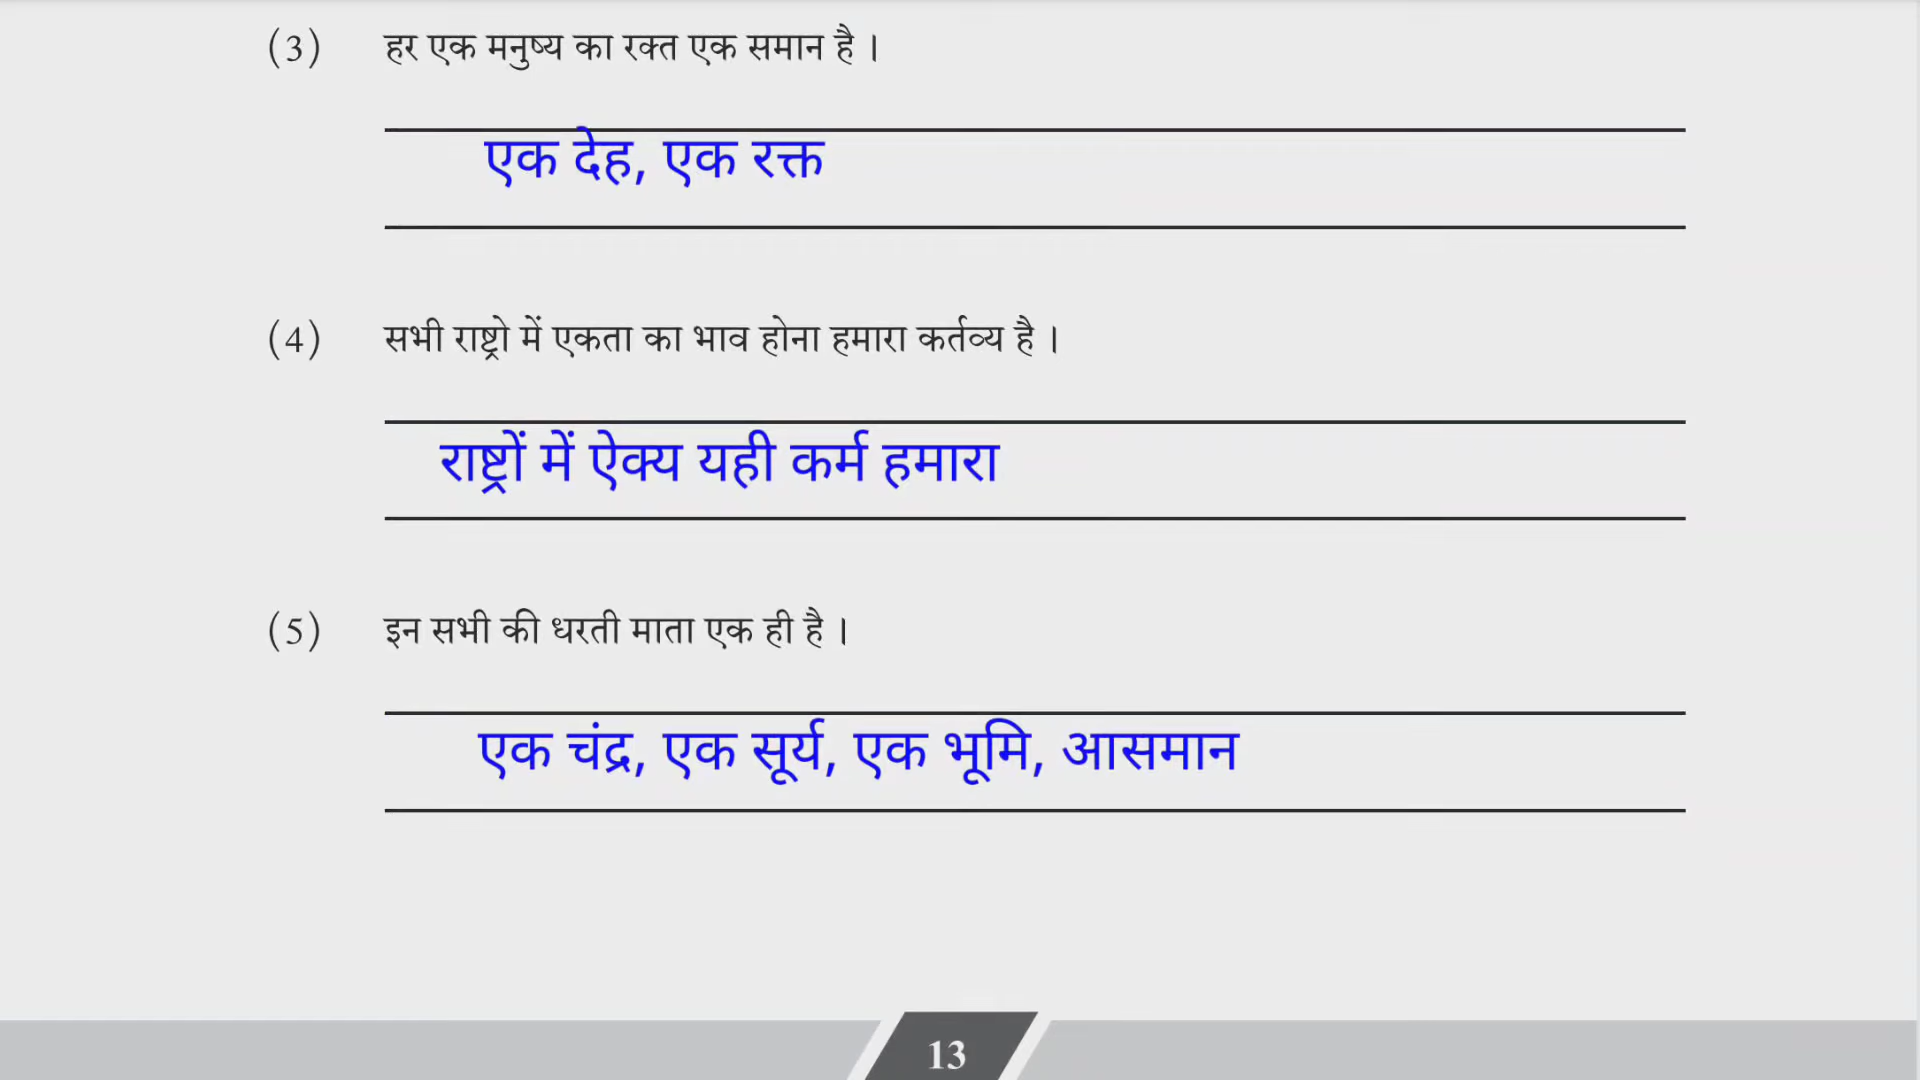 (3) हर एक मनुष्य का रक्त एक समान है ।
एक देह, एक रक्त
(4) सभी राष्ट्रो में एकता का भाव होना हमारा कर्तव्य है ।
राष्ट्रों में ऐक्य यही कर्म हमारा
(5) इन सभी की धरती माता एक ही है ।
एक चंद्र, एक सूर्य, एक भूमि, आसमान
13